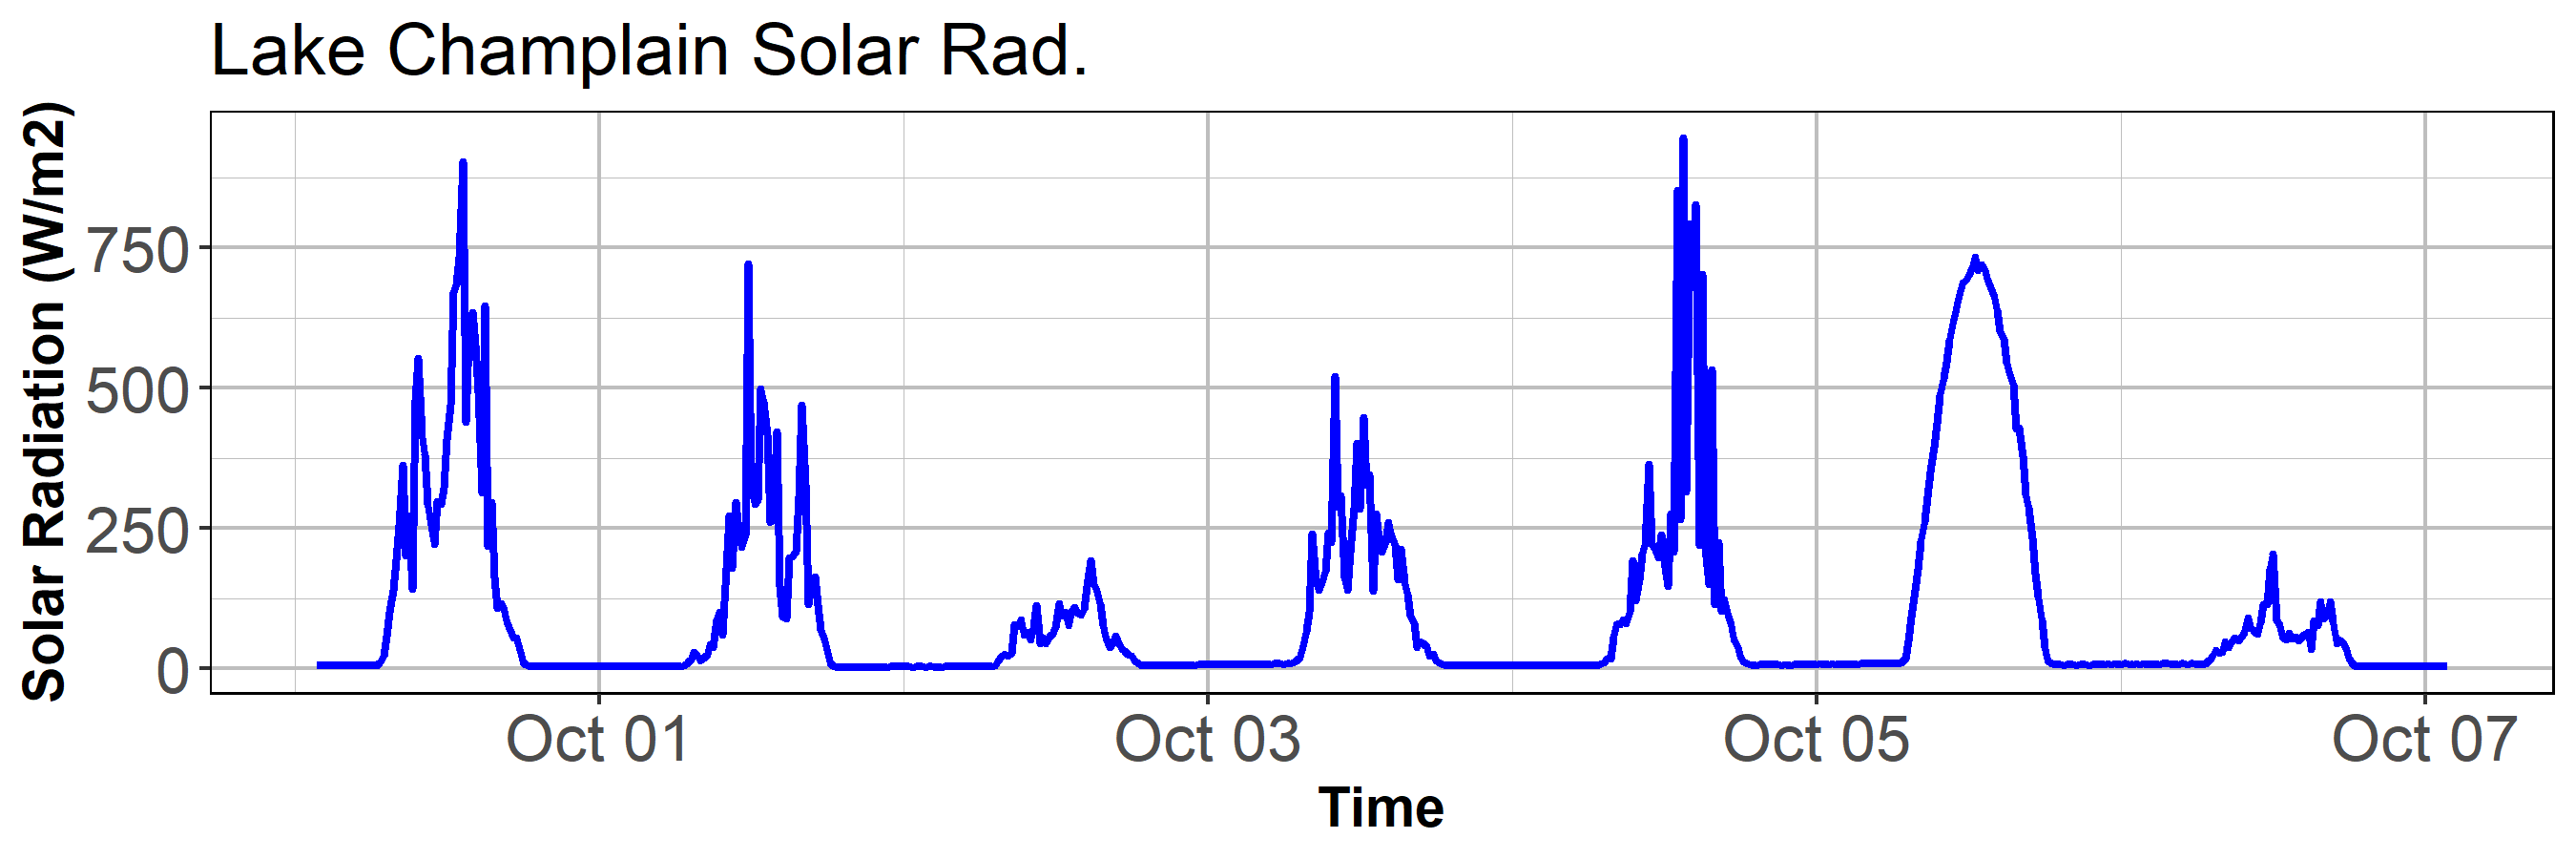 Lake Champlain Solar Rad.
Solar Radiation (W/m2)
750
500
250
0
Oct 01
Oct 03
Oct 05
Oct 07
Time